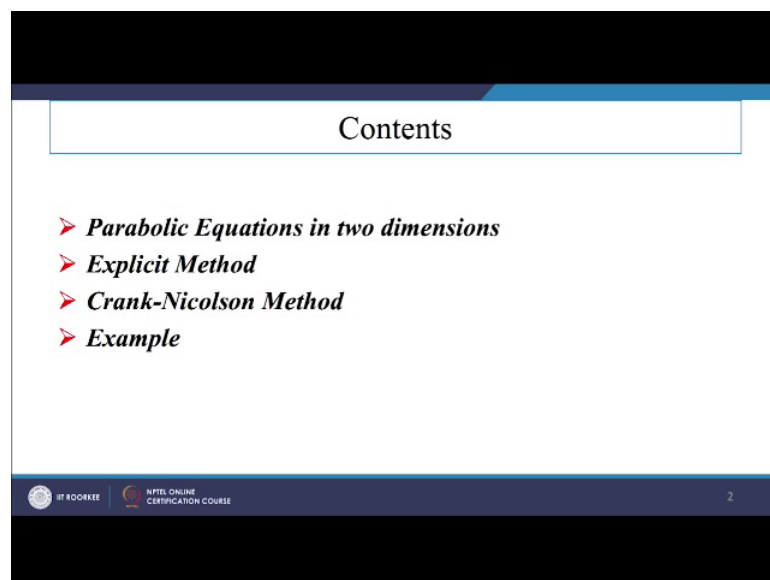 Contents
Parabolic Equations in two dimensions
Explicit Method
Crank-Nicolson Method
Example
IIT ROORKEE
NPTEL ONLINE
CERTIFICATION COURSE
2